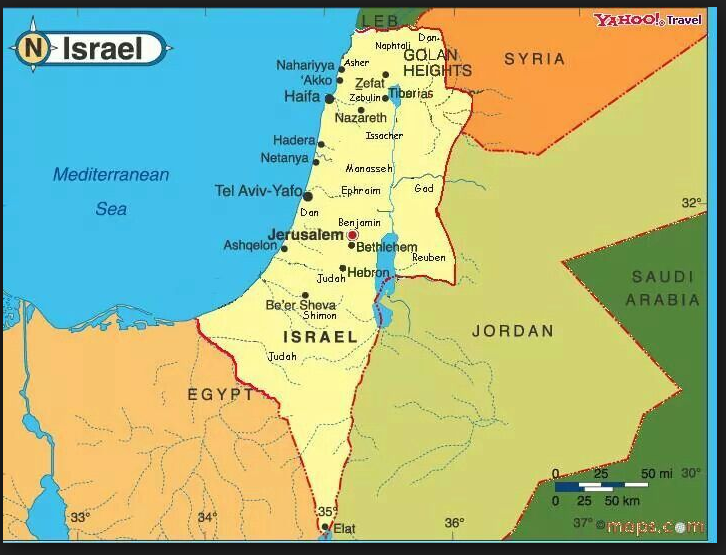 N Israel
LEB
YAHOO! Travel
Dan
Naphtali
GOLAN
HEIGHTS
SYRIA
Nahariyya
Asher
'Akko
Zefat
Haifa
Zebulin
Tiberias
Nazareth
Issacher
Hadera
Netanya
Manasseh
Mediterranean
Sea
Tel Aviv-Yafo
Ephraim
Gad
32°
Dan
Benjamin
Jerusalem
Ashqelon
Bethlehem
Reuben
Hebron
Judah
SAUDI
ARABIA
Be'er Sheva
Shimon
ISRAEL
JORDAN
Judah
EGYPT
0 25 50 mi
0 25 50 km
30°
33°
34°
35°
36°
37°
Elat
©maps.com